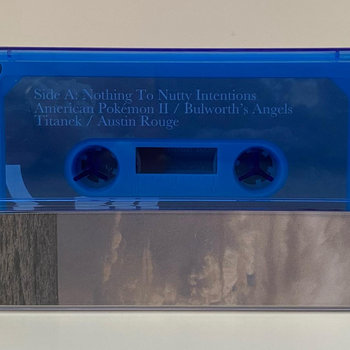 Side A: Nothing To Nutty Intentions
American Pokémon II / Bulworth's Angels
Titanek / Austin Rouge